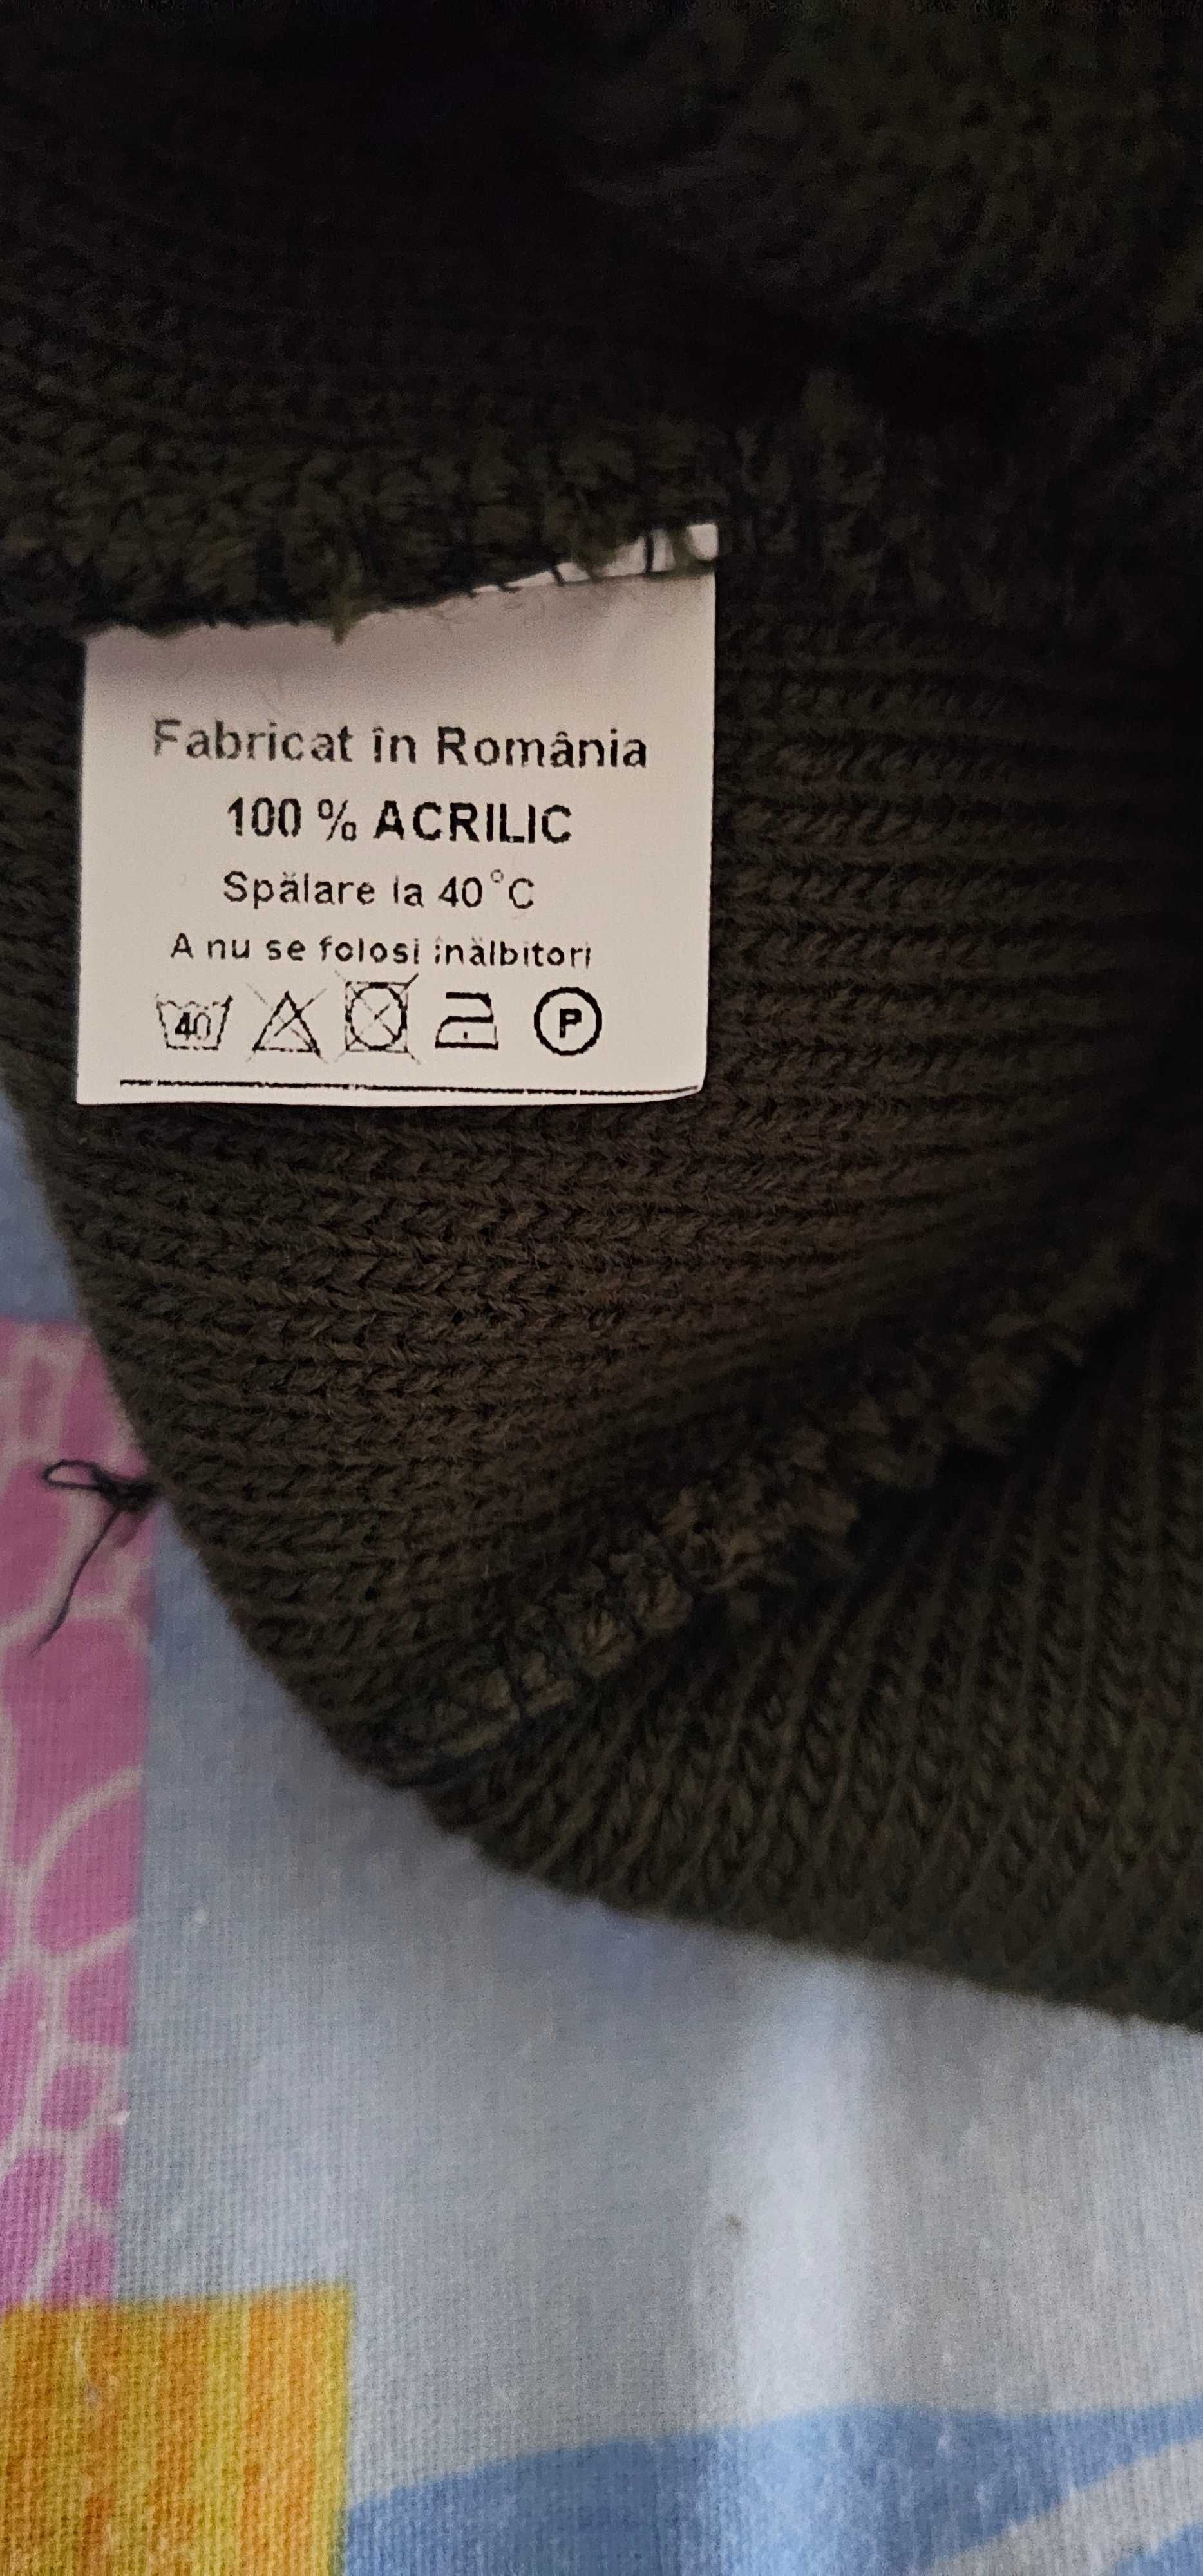 Fabricat în România
100 % ACRILIC
Spălare la 40°C
A nu se folosi înălbitori
40 P